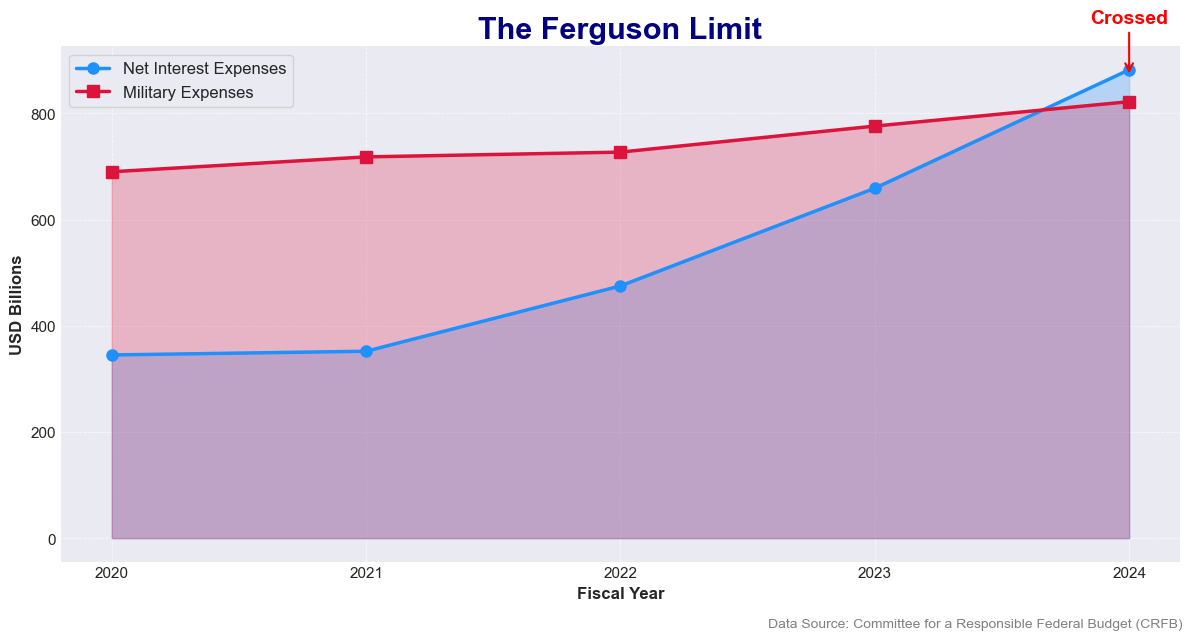 Crossed
The Ferguson Limit
Net Interest Expenses
Military Expenses
800
600
400
200
0
USD Billions
2020 2021 2022 2023 2024
Fiscal Year
Data Source: Committee for a Responsible Federal Budget (CRFB)